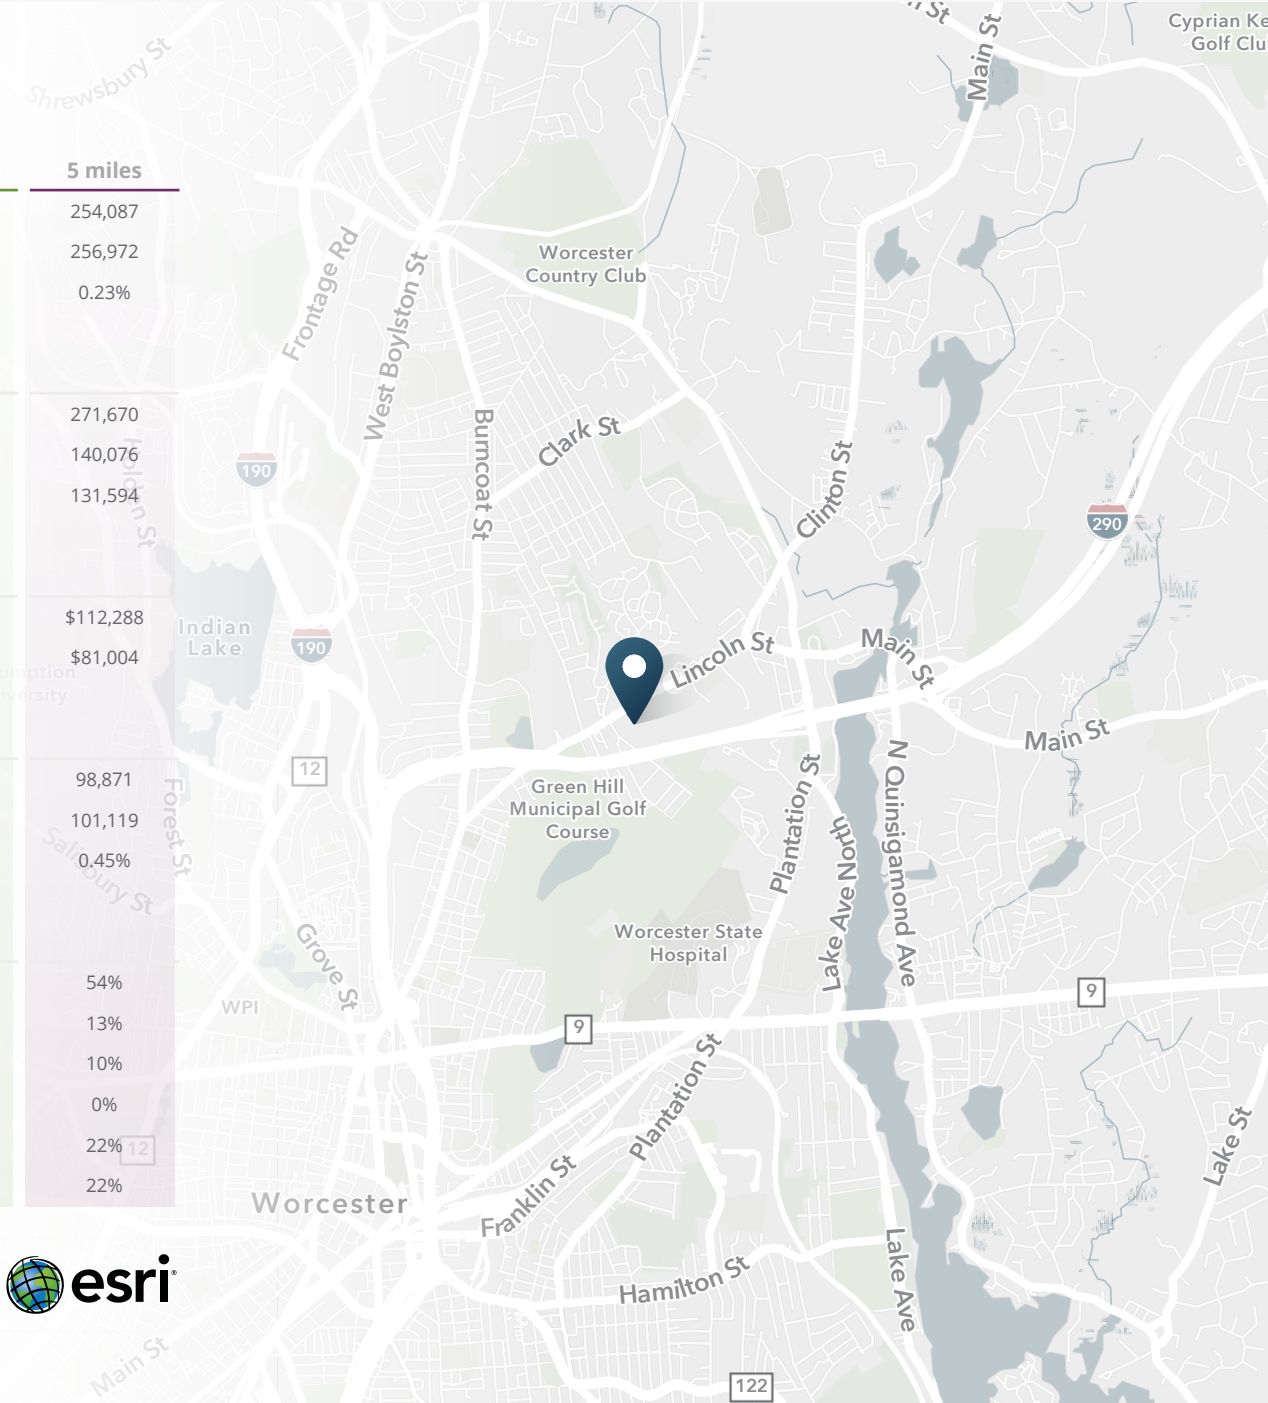 n St
Main St
Cyprian Ke
Golf Clu
Shrewsbury St
5 miles
254,087
256,972
0.23%
271,670
140,076
131,594
$112,288
$81,004
98,871
101,119
0.45%
54%
13%
10%
0%
22%
22%
Worcester
Country Club
Frontage Rd
West Boylston St
Burncoat St
Clark St
Clinton St
190
290
Holden St
Indian
Lake
190
Lincoln St
Main St
Main St
umption
versity
12
Green Hill
Municipal Golf
Course
Plantation St
Lake Ave North
N Quinsigamond Ave
Forest St
Salisbury St
Grove St
Worcester State
Hospital
WPI
9
9
Plantation St
12
Worcester
Franklin St
Lake St
Lake Ave
Hamilton St
esri
Main St
122